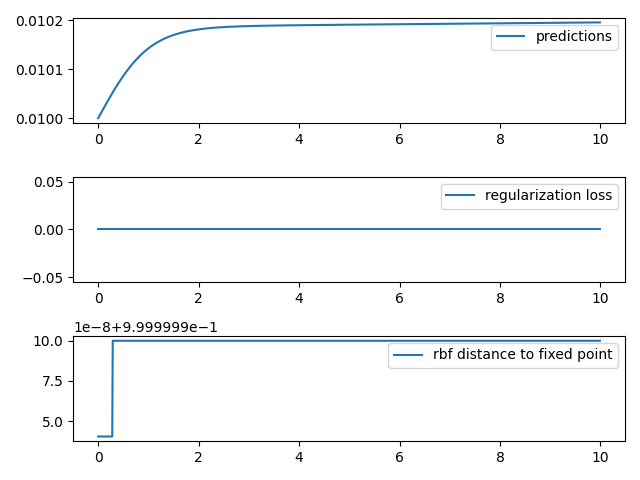 0.0102
0.0101
0.0100
predictions
0 2 4 6 8 10
0.05
0.00
−0.05
regularization loss
0 2 4 6 8 10
1e−8+9.999999e−1
10.0
7.5
5.0
rbf distance to fixed point
0 2 4 6 8 10